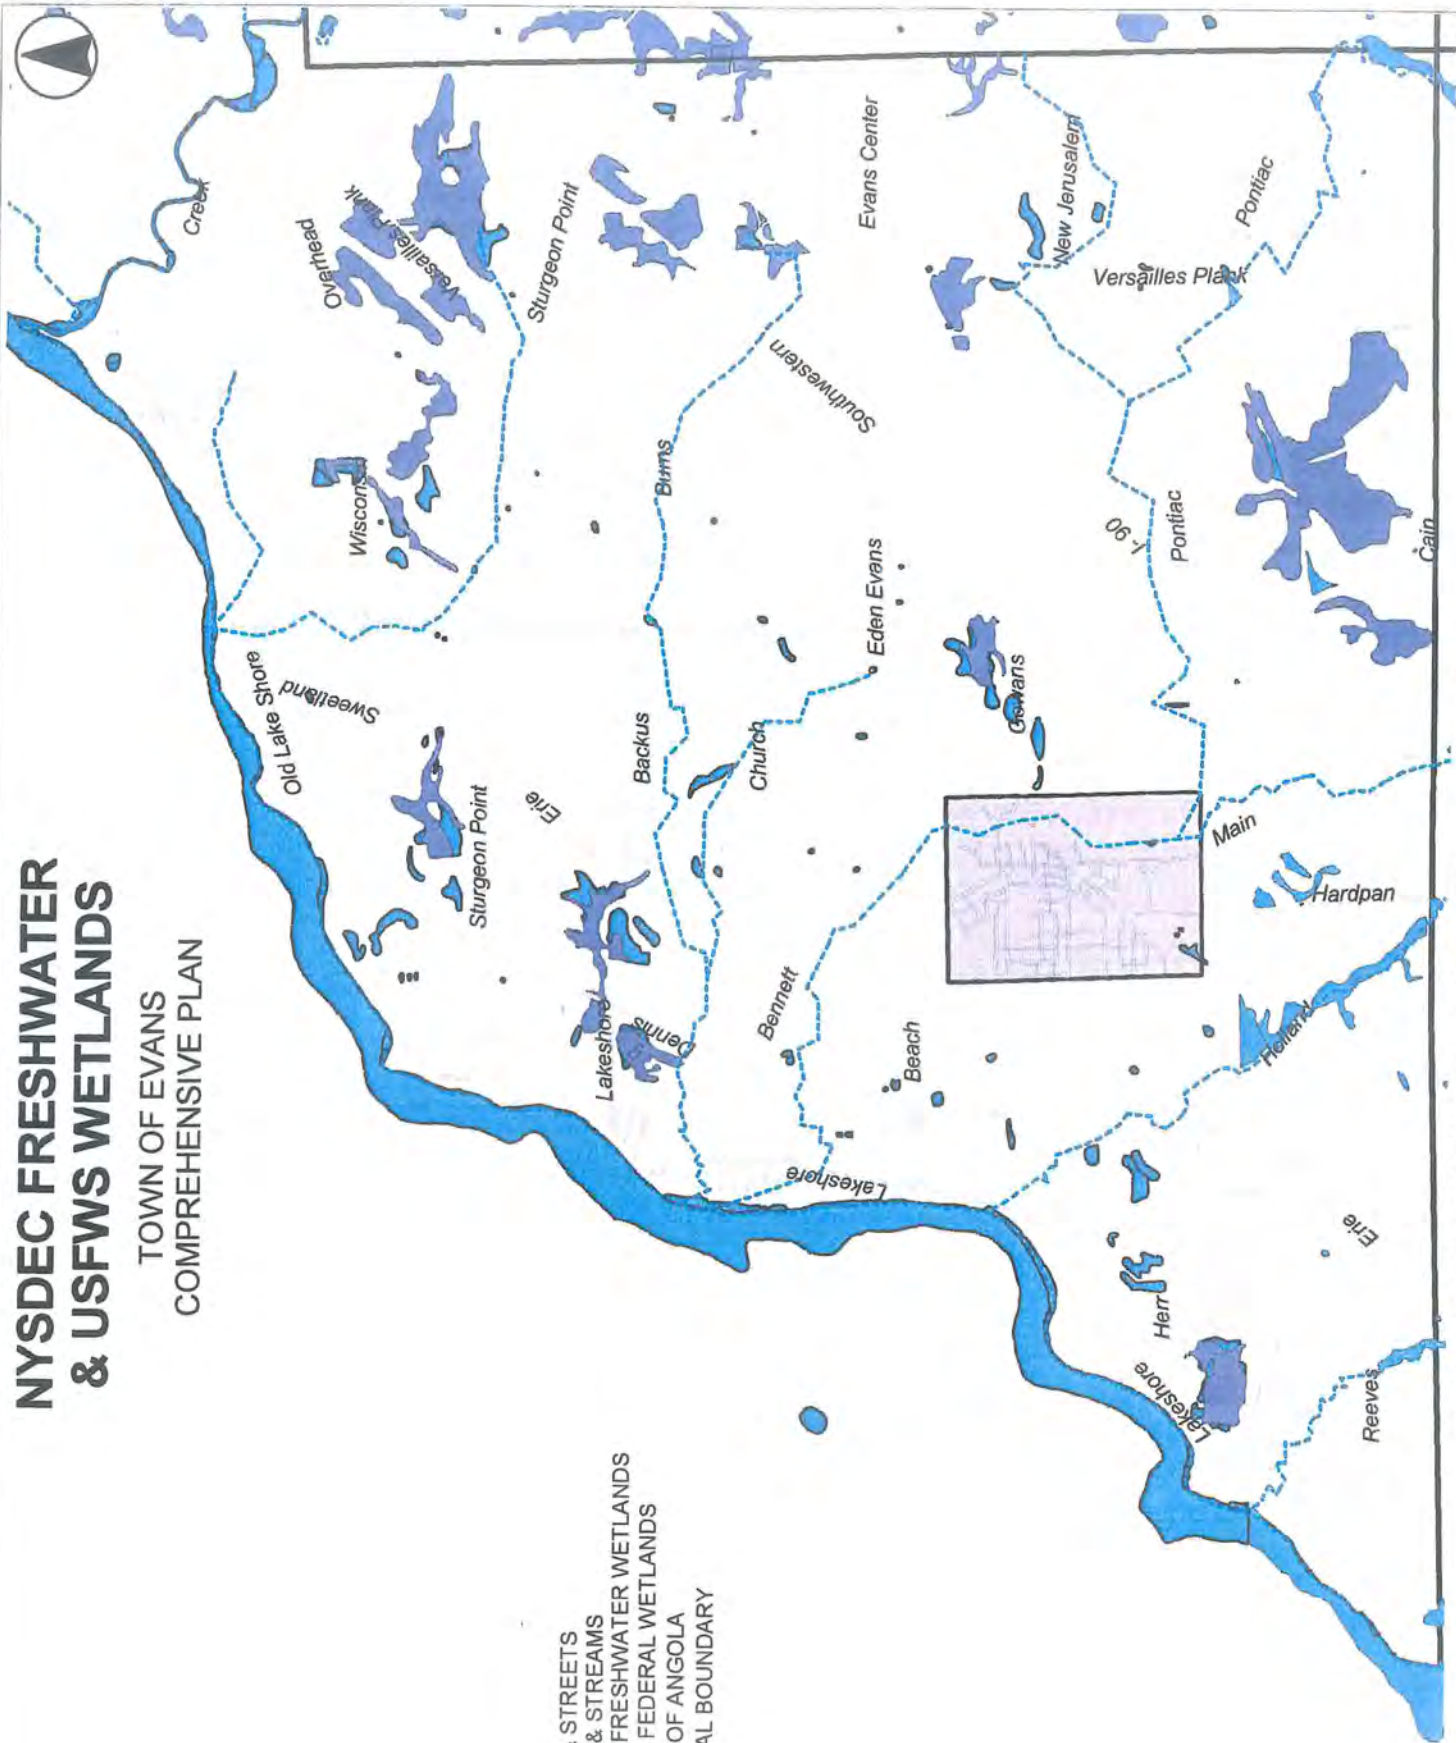 NYSDEC FRESHWATER
& USFWS WETLANDS
TOWN OF EVANS
COMPREHENSIVE PLAN
STREETS
& STREAMS
FRESHWATER WETLANDS
FEDERAL WETLANDS
OF ANGOLA
AL BOUNDARY
Creek
Overhead
Versailles Plank
Sturgeon Point
Evans Center
New Jerusalem
Pontiac
Versailles Plank
Southwestern
Burns
Wiscons
I-90
Pontiac
Cain
Eden Evans
Old Lake Shore
Sweetland
Backus
Church
Gowans
Erie
Sturgeon Point
Main
Hardpan
Bennett
Lakeshore
Dennis
Beach
Holland
Lakeshore
Erie
Herr
Lakeshore
Reeves